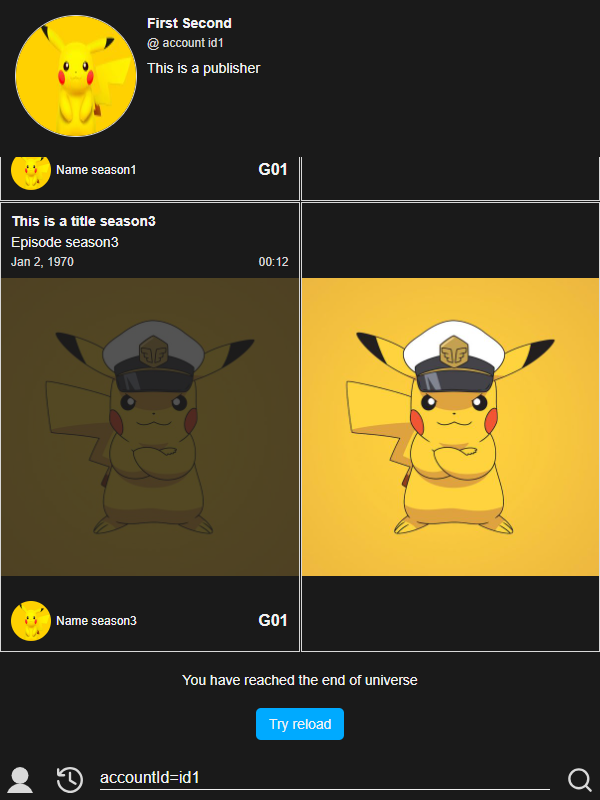 First Second
@ account id1
This is a publisher
Name season1
G01
This is a title season3
Episode season3
Jan 2, 1970
00:12
Name season3
G01
You have reached the end of universe
Try reload
accountId=id1